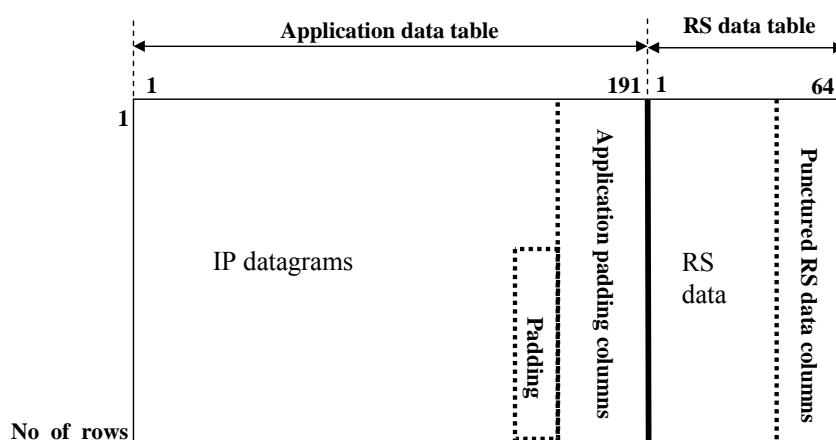 Application data table
RS data table
1
191
1
64
1
IP datagrams
Padding
Application padding columns
RS
data
Punctured RS data columns
No of rows